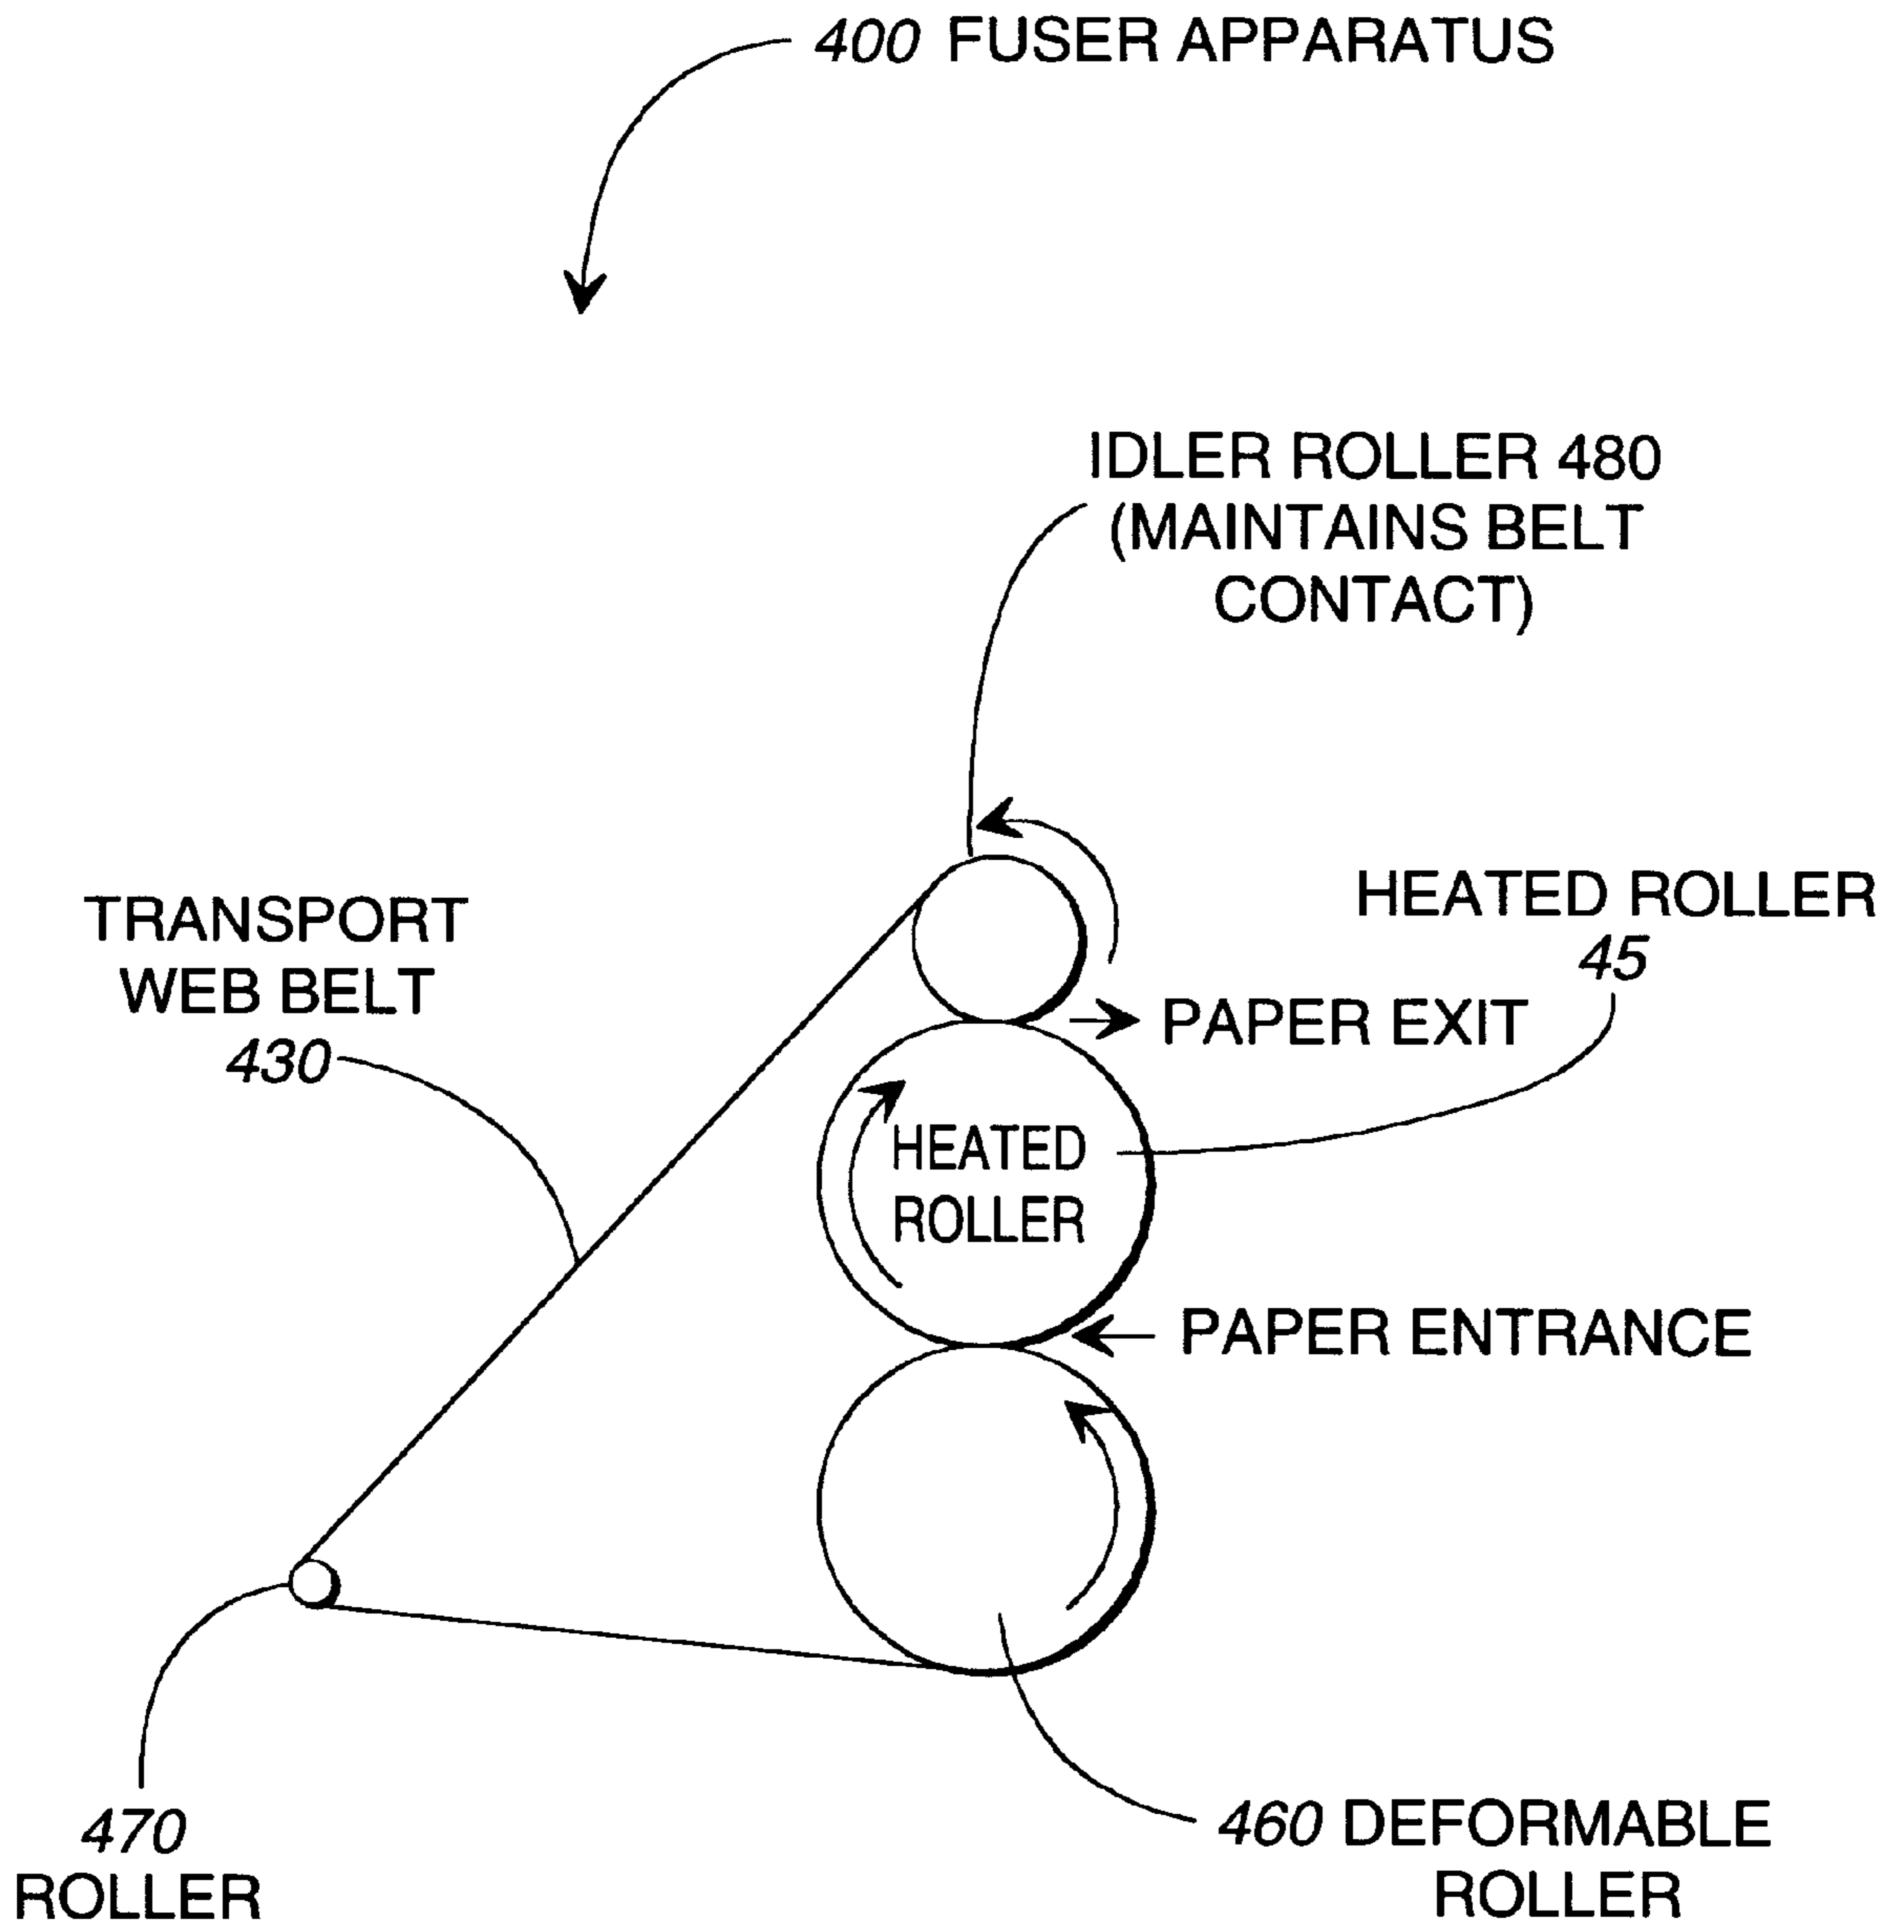 400 FUSER APPARATUS
IDLER ROLLER 480
(MAINTAINS BELT
CONTACT)
HEATED ROLLER
45
TRANSPORT
WEB BELT
430
PAPER EXIT
HEATED
ROLLER
PAPER ENTRANCE
470
ROLLER
460 DEFORMABLE
ROLLER